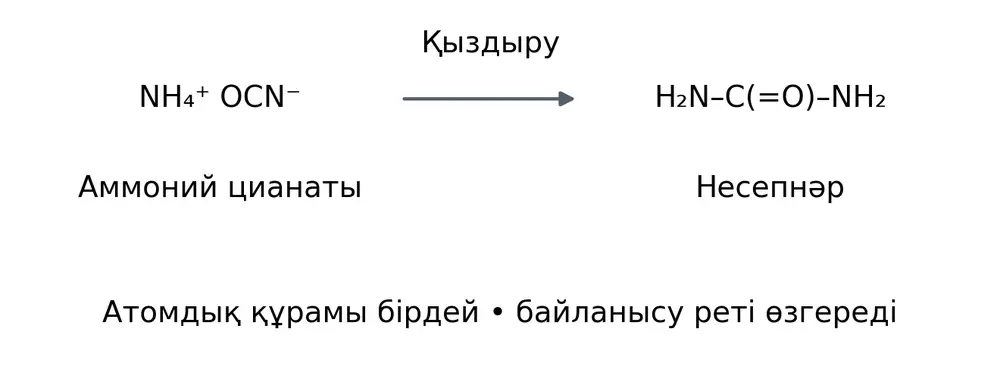 Қыздыру
NH₄⁺ OCN⁻ H₂N–C(=O)–NH₂
Аммоний цианаты Несепнәр
Атомдық құрамы бірдей • байланысу реті өзгереді